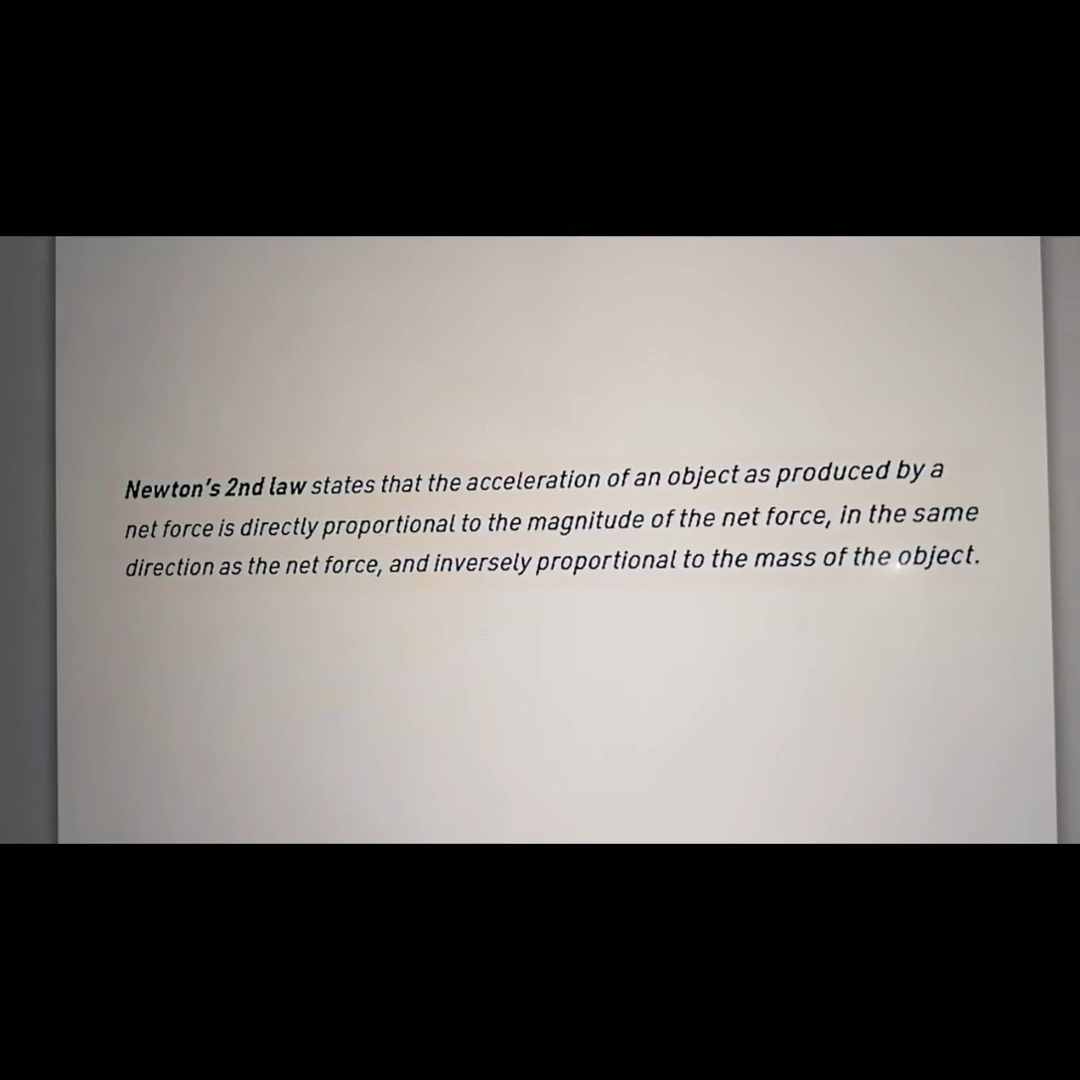 Newton's 2nd law states that the acceleration of an object as produced by a
net force is directly proportional to the magnitude of the net force, in the same
direction as the net force, and inversely proportional to the mass of the object.